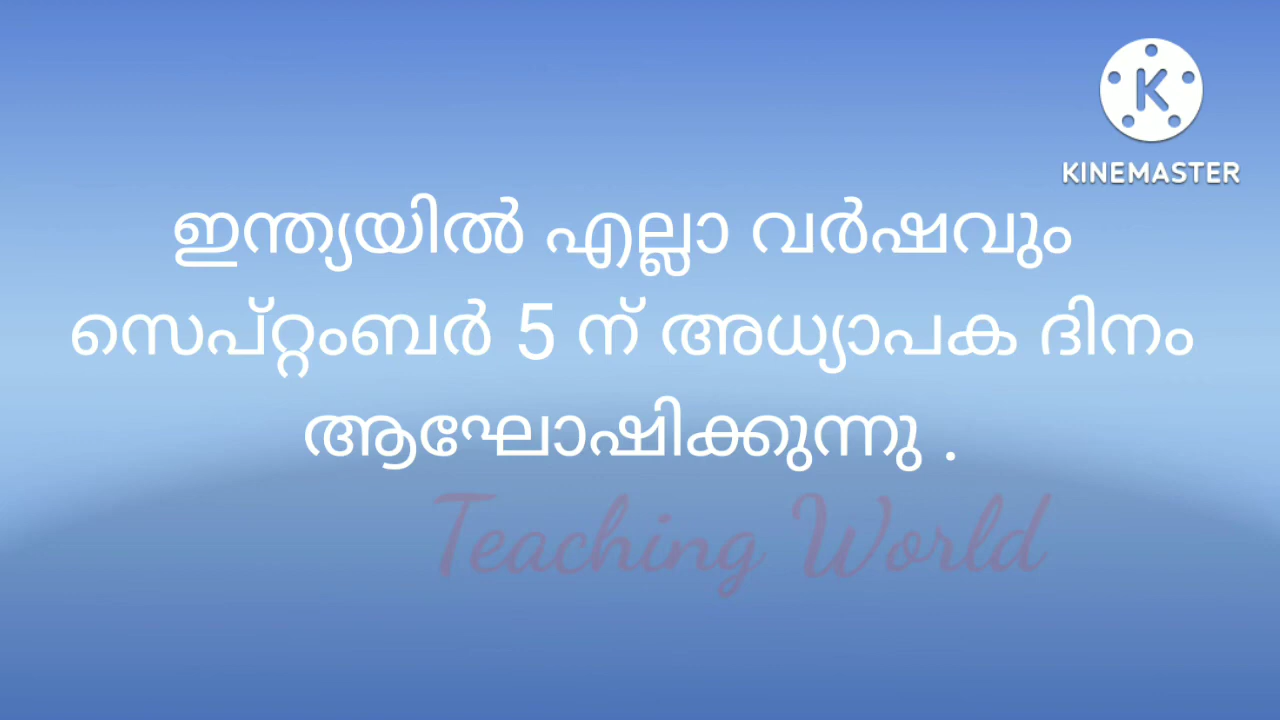 K
KINEMASTER
ഇന്ത്യയിൽ എല്ലാ വർഷവും
സെപ്റ്റംബർ 5 ന് അധ്യാപക ദിനം
ആഘോഷിക്കുന്നു .
Teaching World